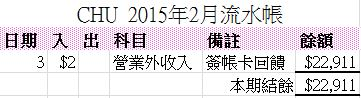 CHU 2015年2月流水帳
日期 入 出 科目 備註 餘額
3 $2 營業外收入 簽帳卡回饋 $22,911
本期結餘 $22,911